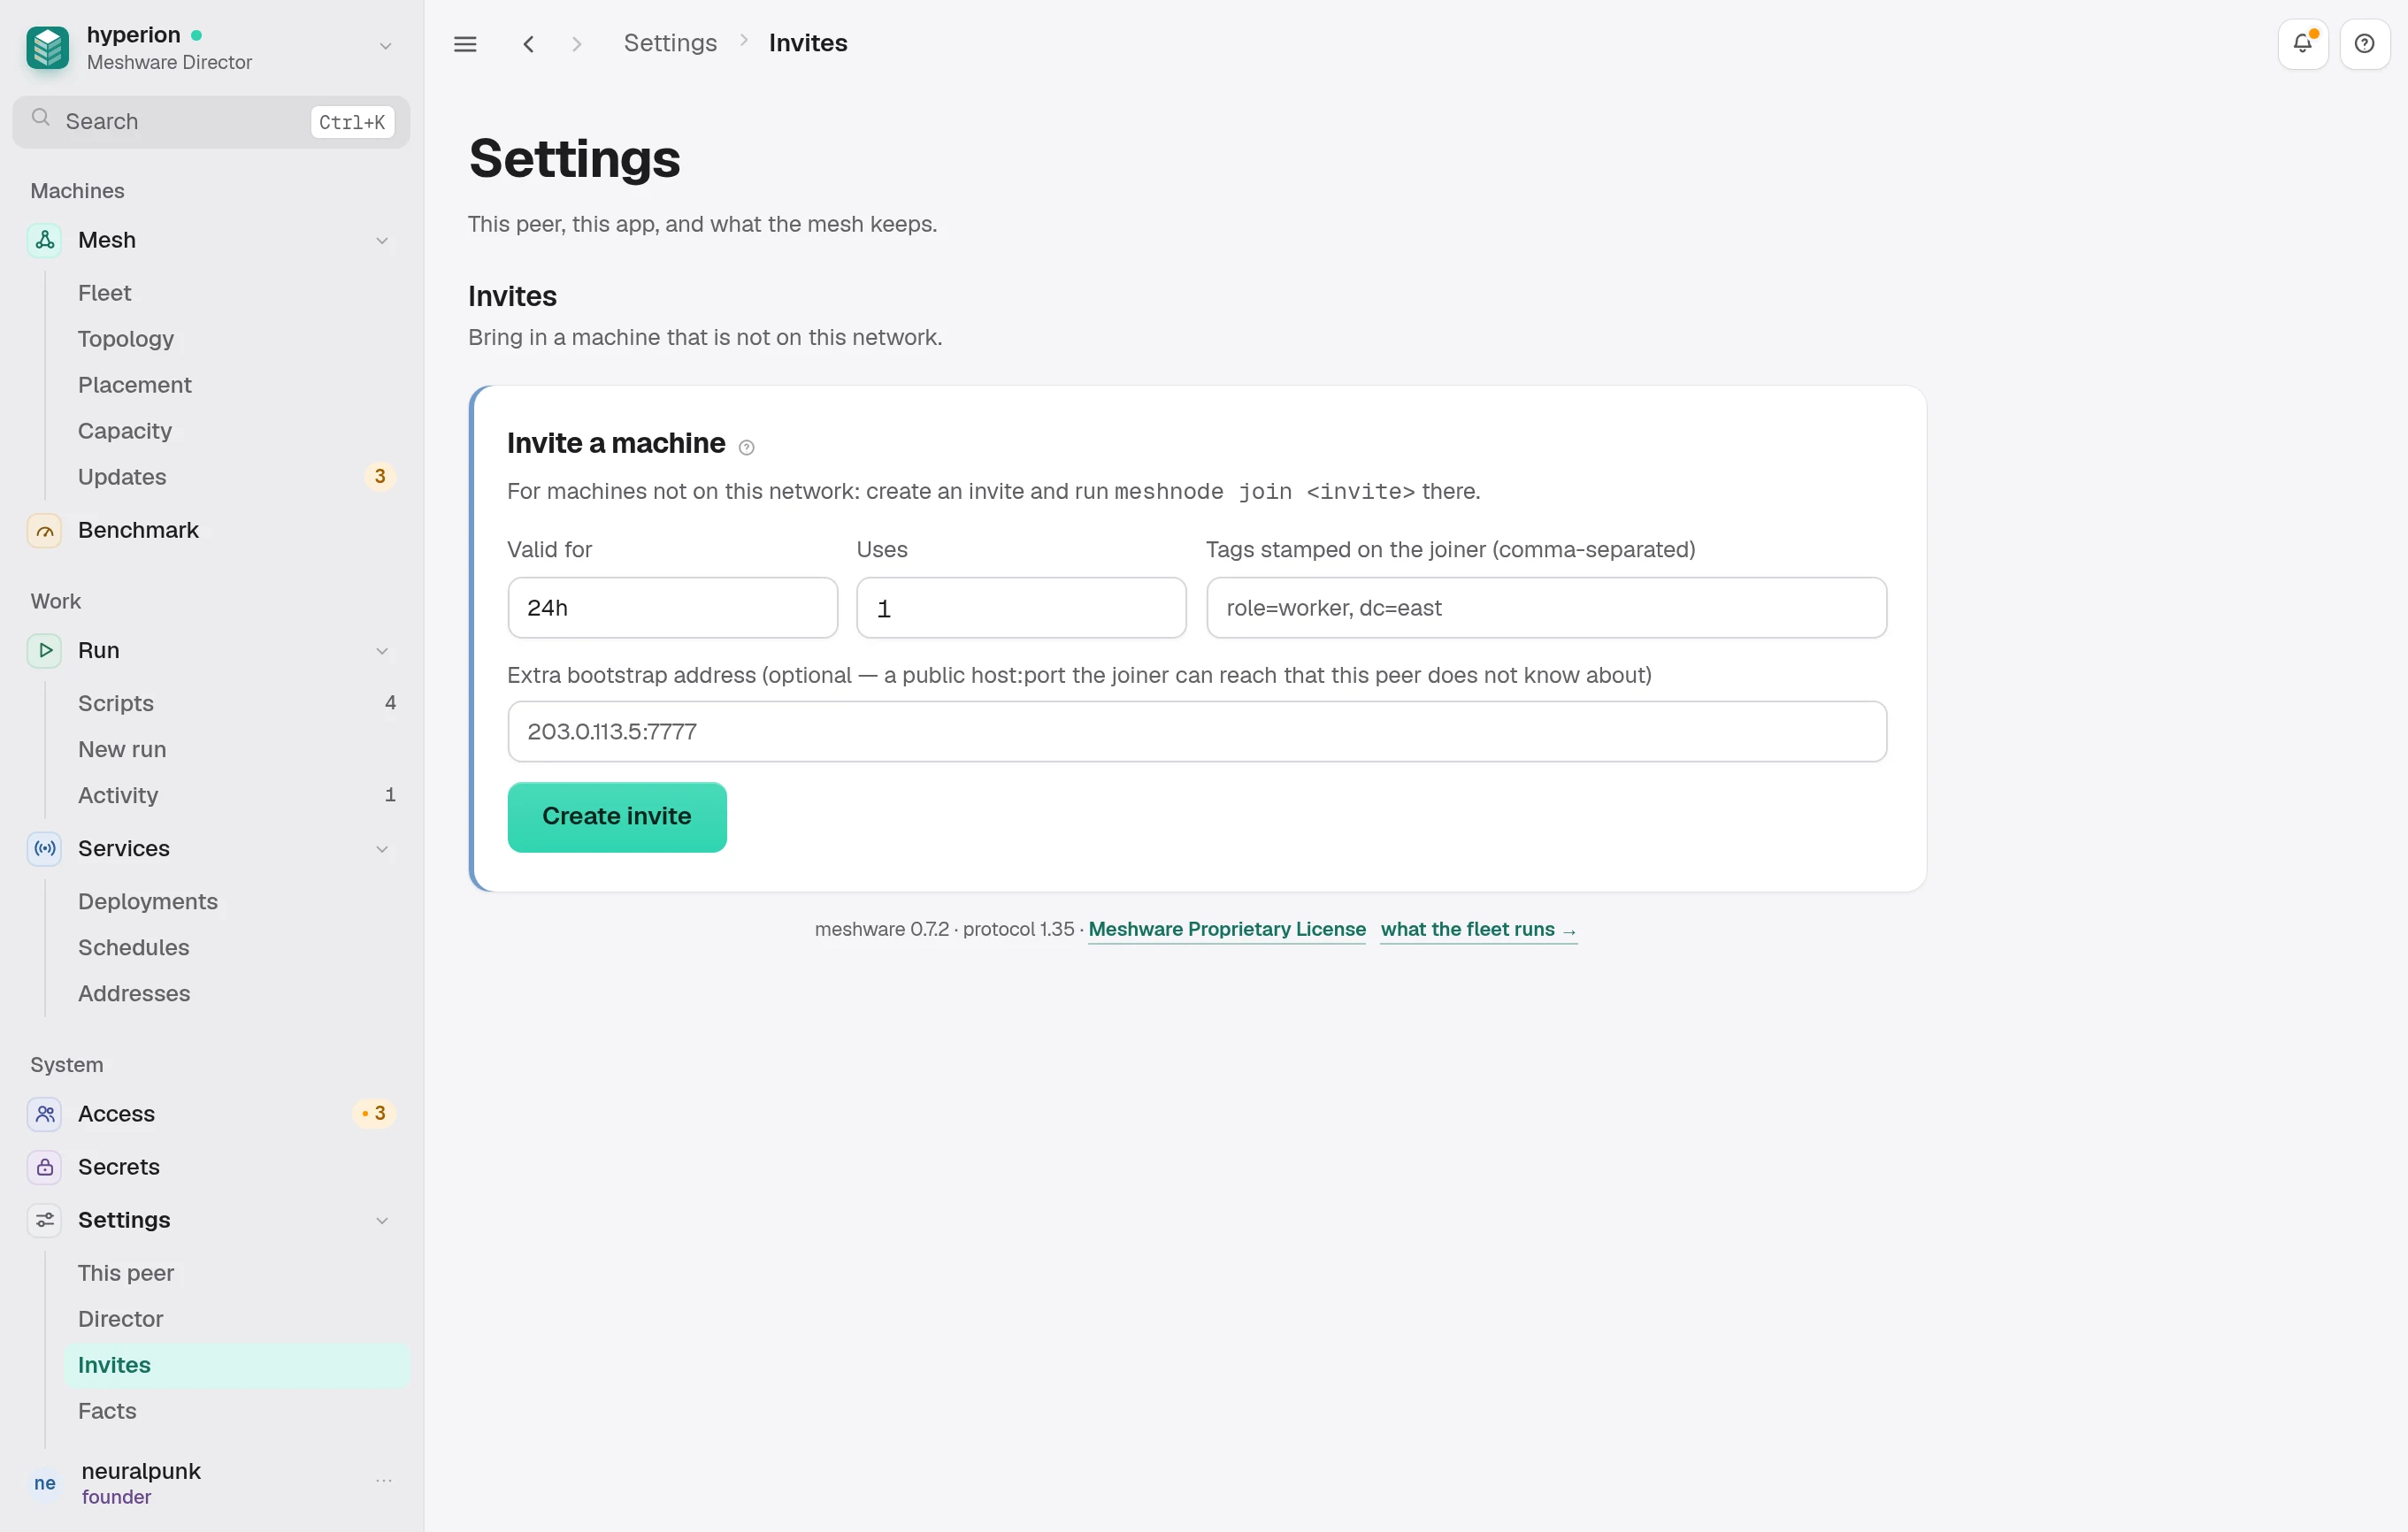 hyperion
Meshware Director
Search Ctrl+K
Machines
Mesh
Fleet
Topology
Placement
Capacity
Updates 3
Benchmark
Work
Run
Scripts 4
New run
Activity 1
Services
Deployments
Schedules
Addresses
System
Access 3
Secrets
Settings
This peer
Director
Invites
Facts
ne neuralpunk
founder
Settings Invites
Settings
This peer, this app, and what the mesh keeps.
Invites
Bring in a machine that is not on this network.
Invite a machine
For machines not on this network: create an invite and run meshnode join <invite> there.
Valid for Uses Tags stamped on the joiner (comma-separated)
24h 1 role=worker, dc=east
Extra bootstrap address (optional — a public host:port the joiner can reach that this peer does not know about)
203.0.113.5:7777
Create invite
meshware 0.7.2 · protocol 1.35 · Meshware Proprietary License what the fleet runs →